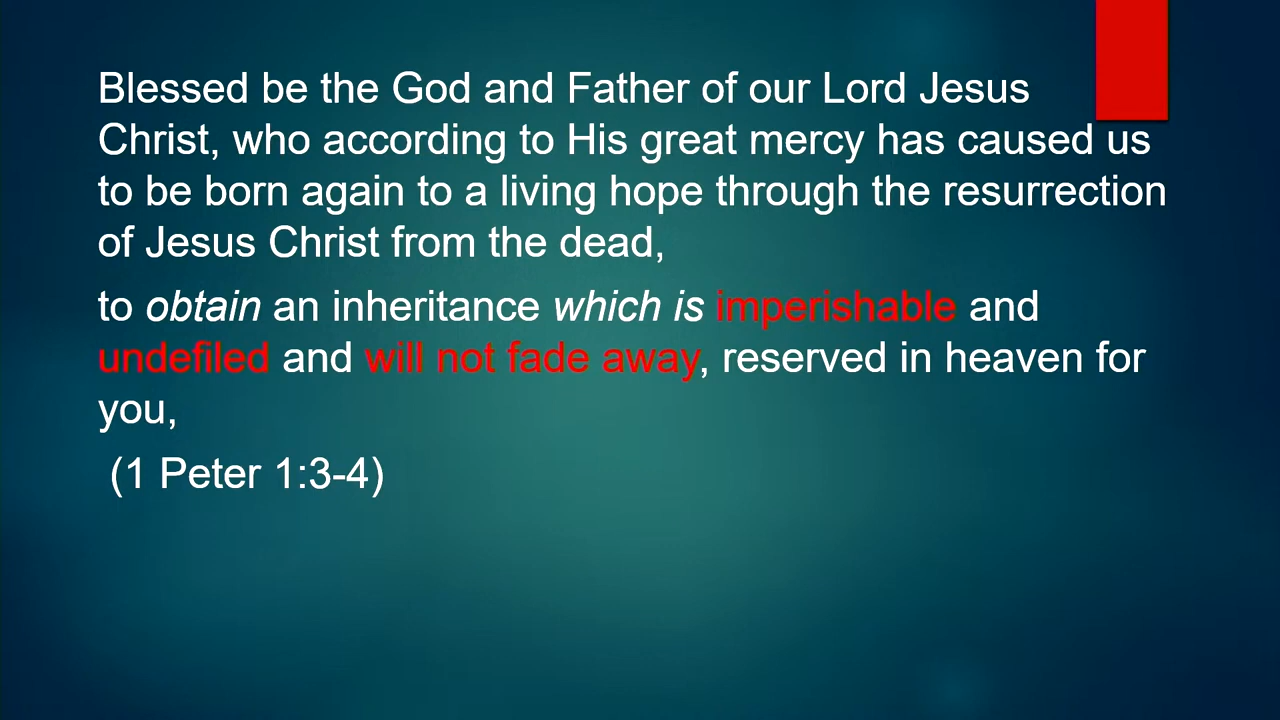 Blessed be the God and Father of our Lord Jesus
Christ, who according to His great mercy has caused us
to be born again to a living hope through the resurrection
of Jesus Christ from the dead,
to obtain an inheritance which is imperishable and
undefiled and will not fade away, reserved in heaven for
you,
(1 Peter 1:3-4)